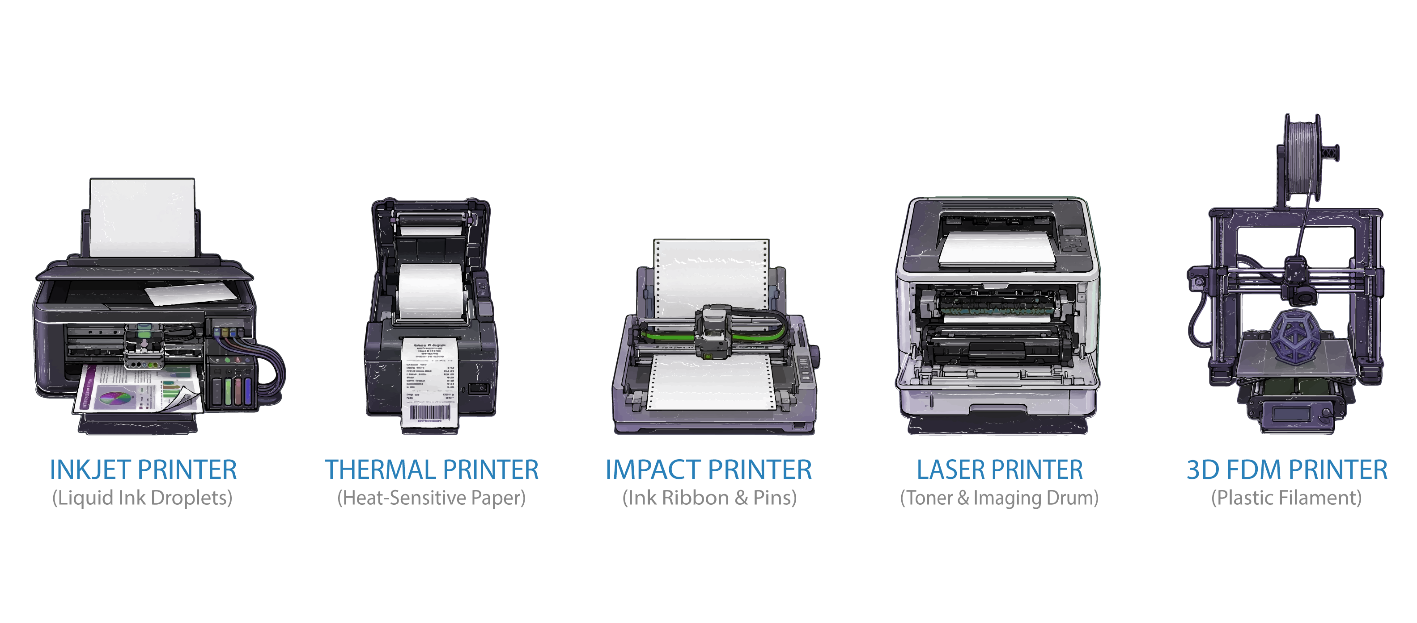 INKJET PRINTER
(Liquid Ink Droplets)
THERMAL PRINTER
(Heat-Sensitive Paper)
IMPACT PRINTER
(Ink Ribbon & Pins)
LASER PRINTER
(Toner & Imaging Drum)
3D FDM PRINTER
(Plastic Filament)